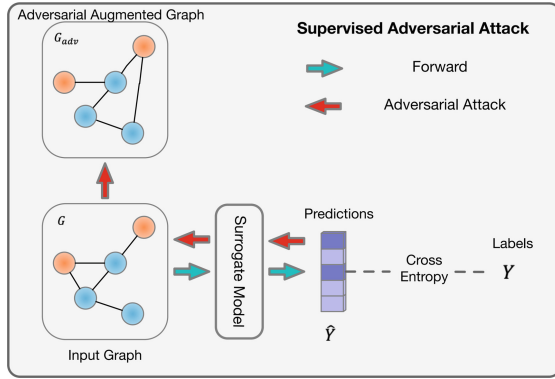 Adversarial Augmented Graph
G_adv
Supervised Adversarial Attack
Forward
Adversarial Attack
G
Surrogate Model
Predictions
Cross
Entropy
Labels
Y
Ŷ
Input Graph